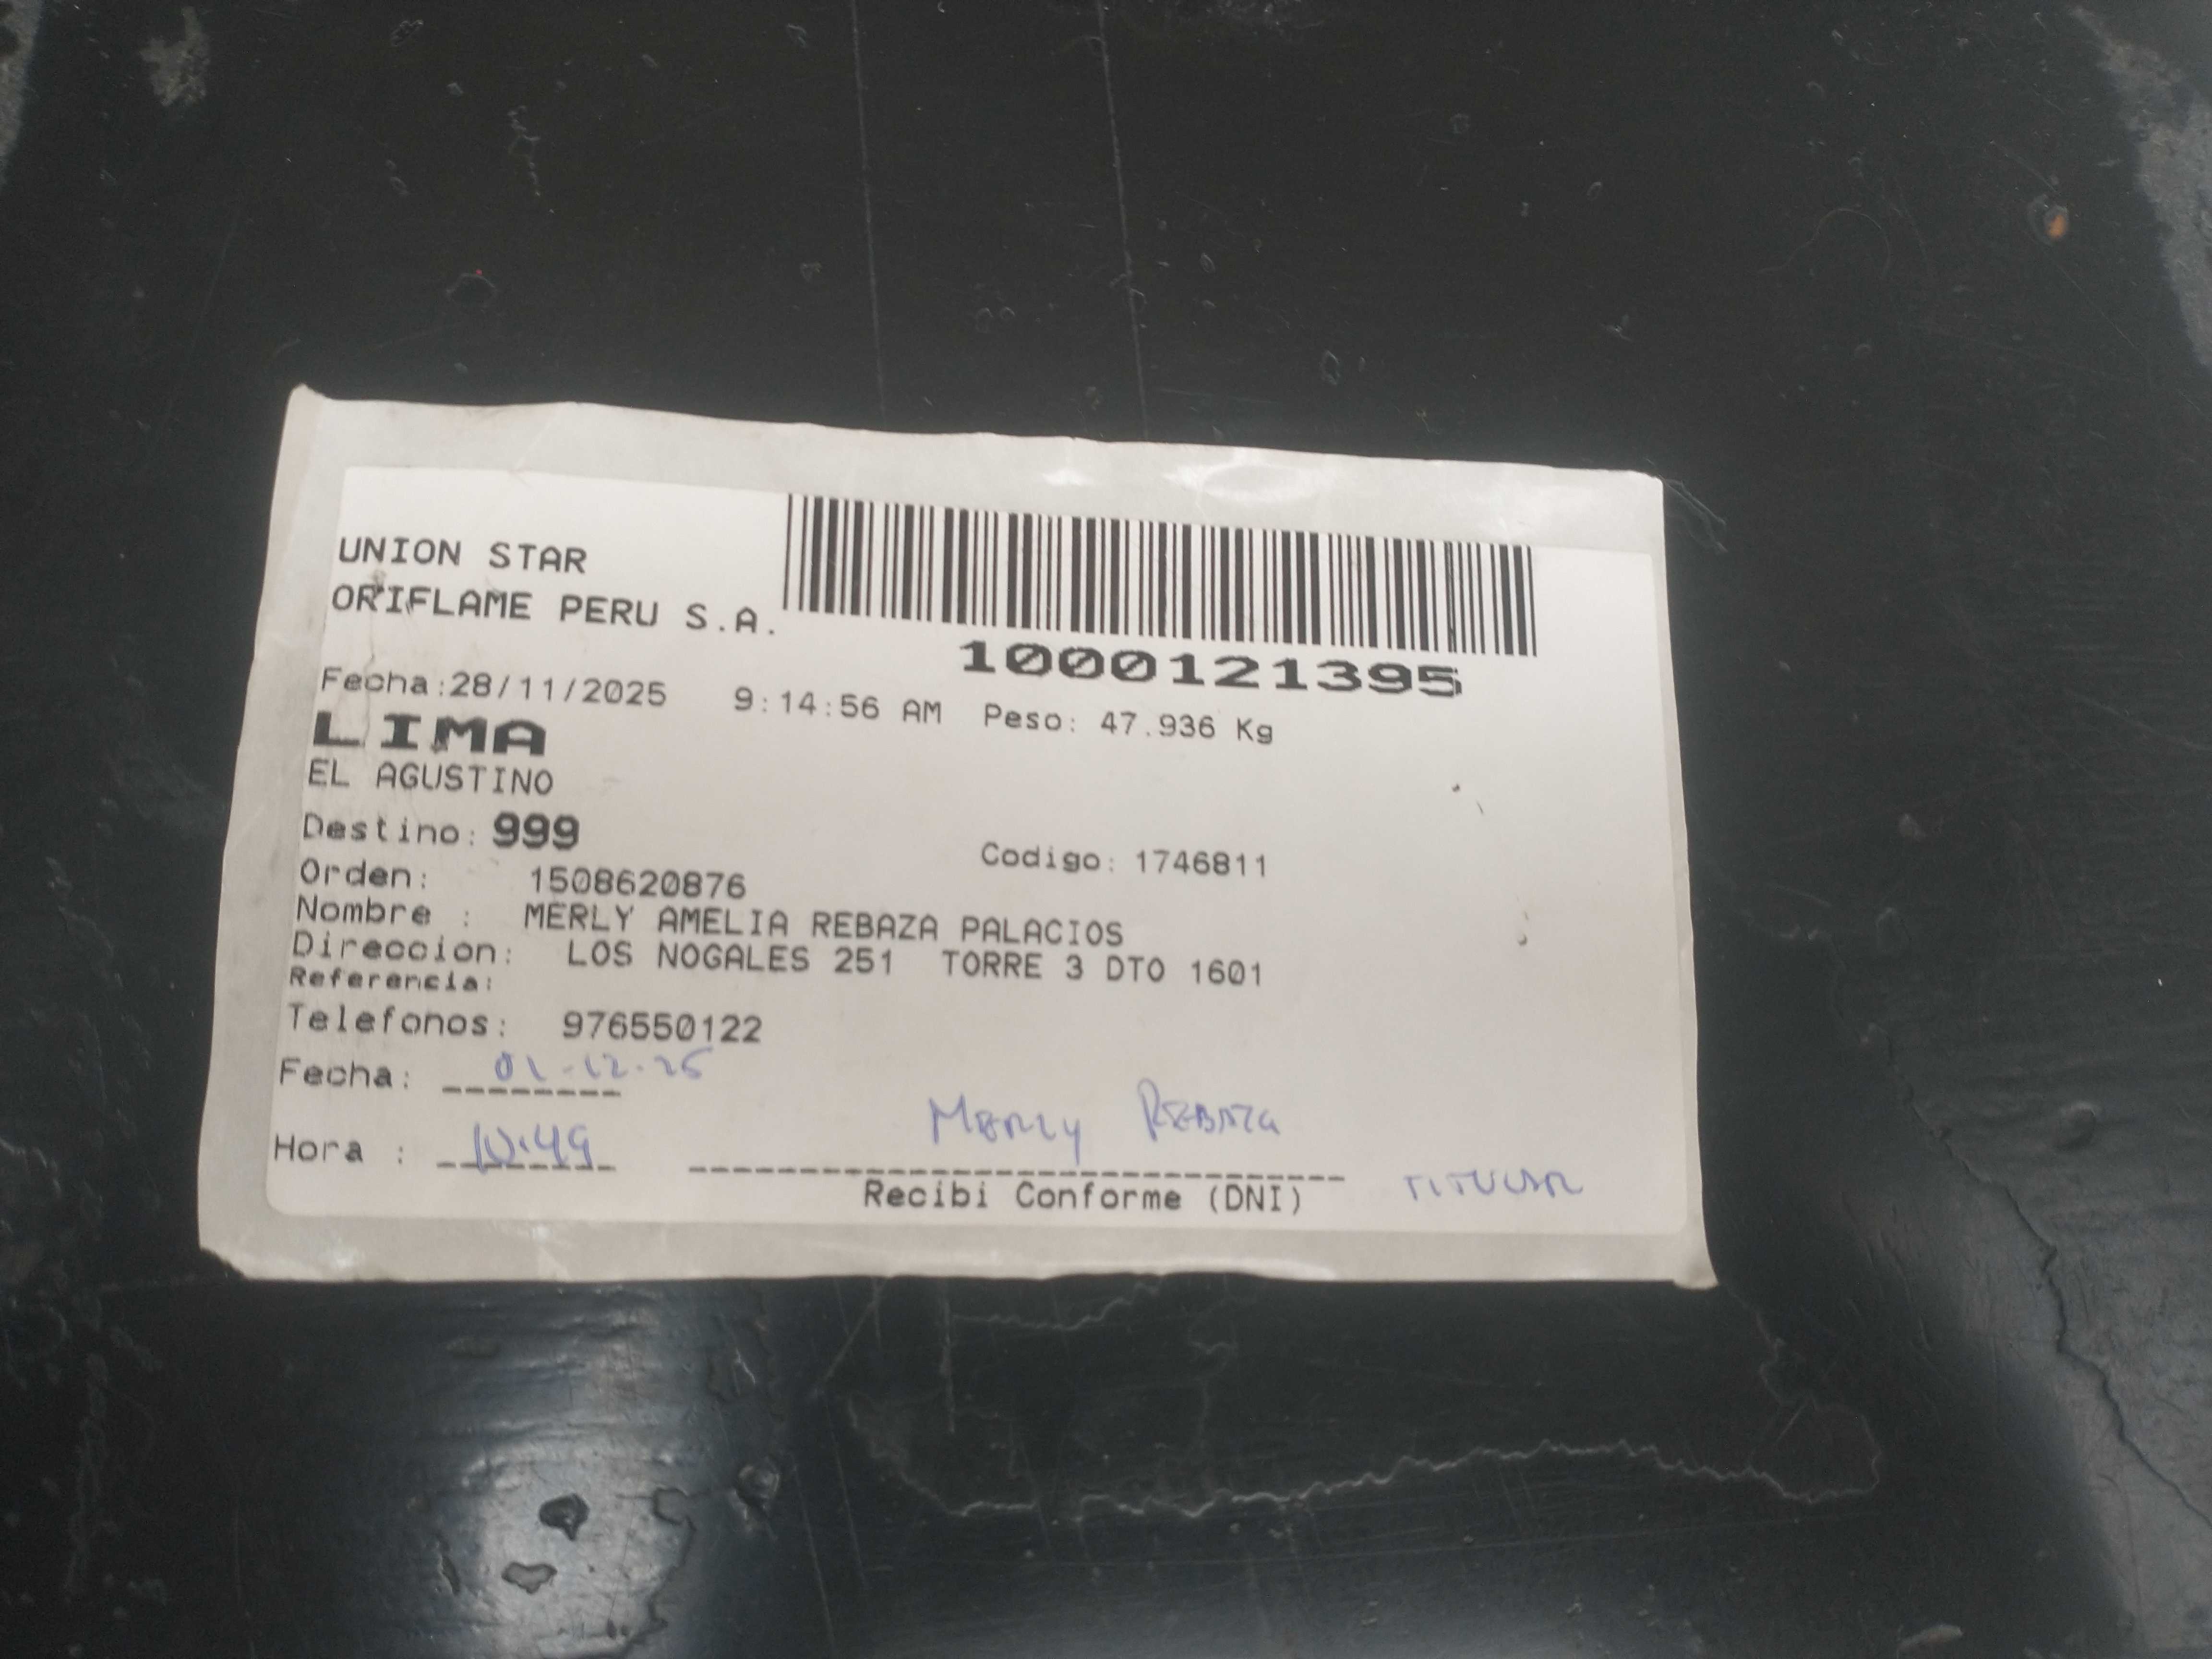 UNION STAR
ORIFLAME PERU S.A.
1000121395
Fecha:28/11/2025 9:14:56 AM Peso: 47.936 Kg
LIMA
EL AGUSTINO
Destino: 999
Codigo: 1746811
Orden: 1508620876
Nombre : MERLY AMELIA REBAZA PALACIOS
Direccion: LOS NOGALES 251 TORRE 3 DTO 1601
Referencia:
Telefonos: 976550122
Fecha: 01-12-25
Hora : 10:49 Merly REBAZA
Recibi Conforme (DNI) TITULAR